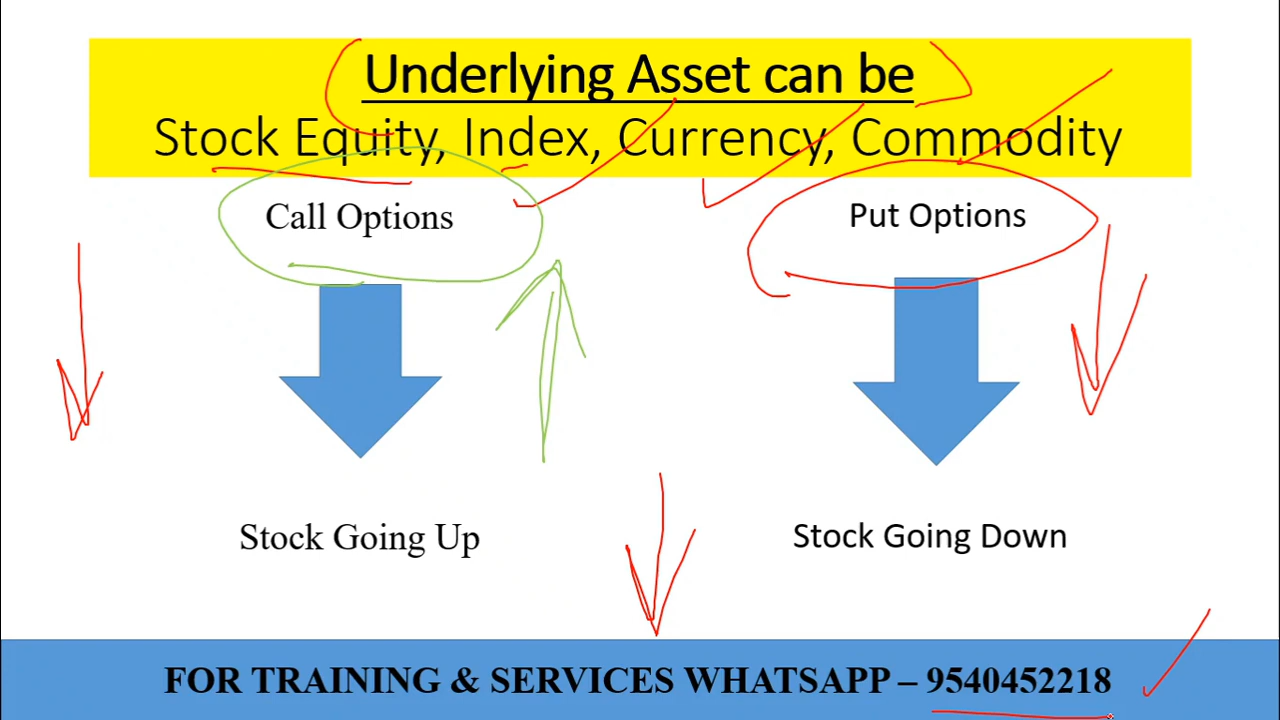 Underlying Asset can be
Stock Equity, Index, Currency, Commodity
Call Options
Put Options
Stock Going Up
Stock Going Down
FOR TRAINING & SERVICES WHATSAPP – 9540452218